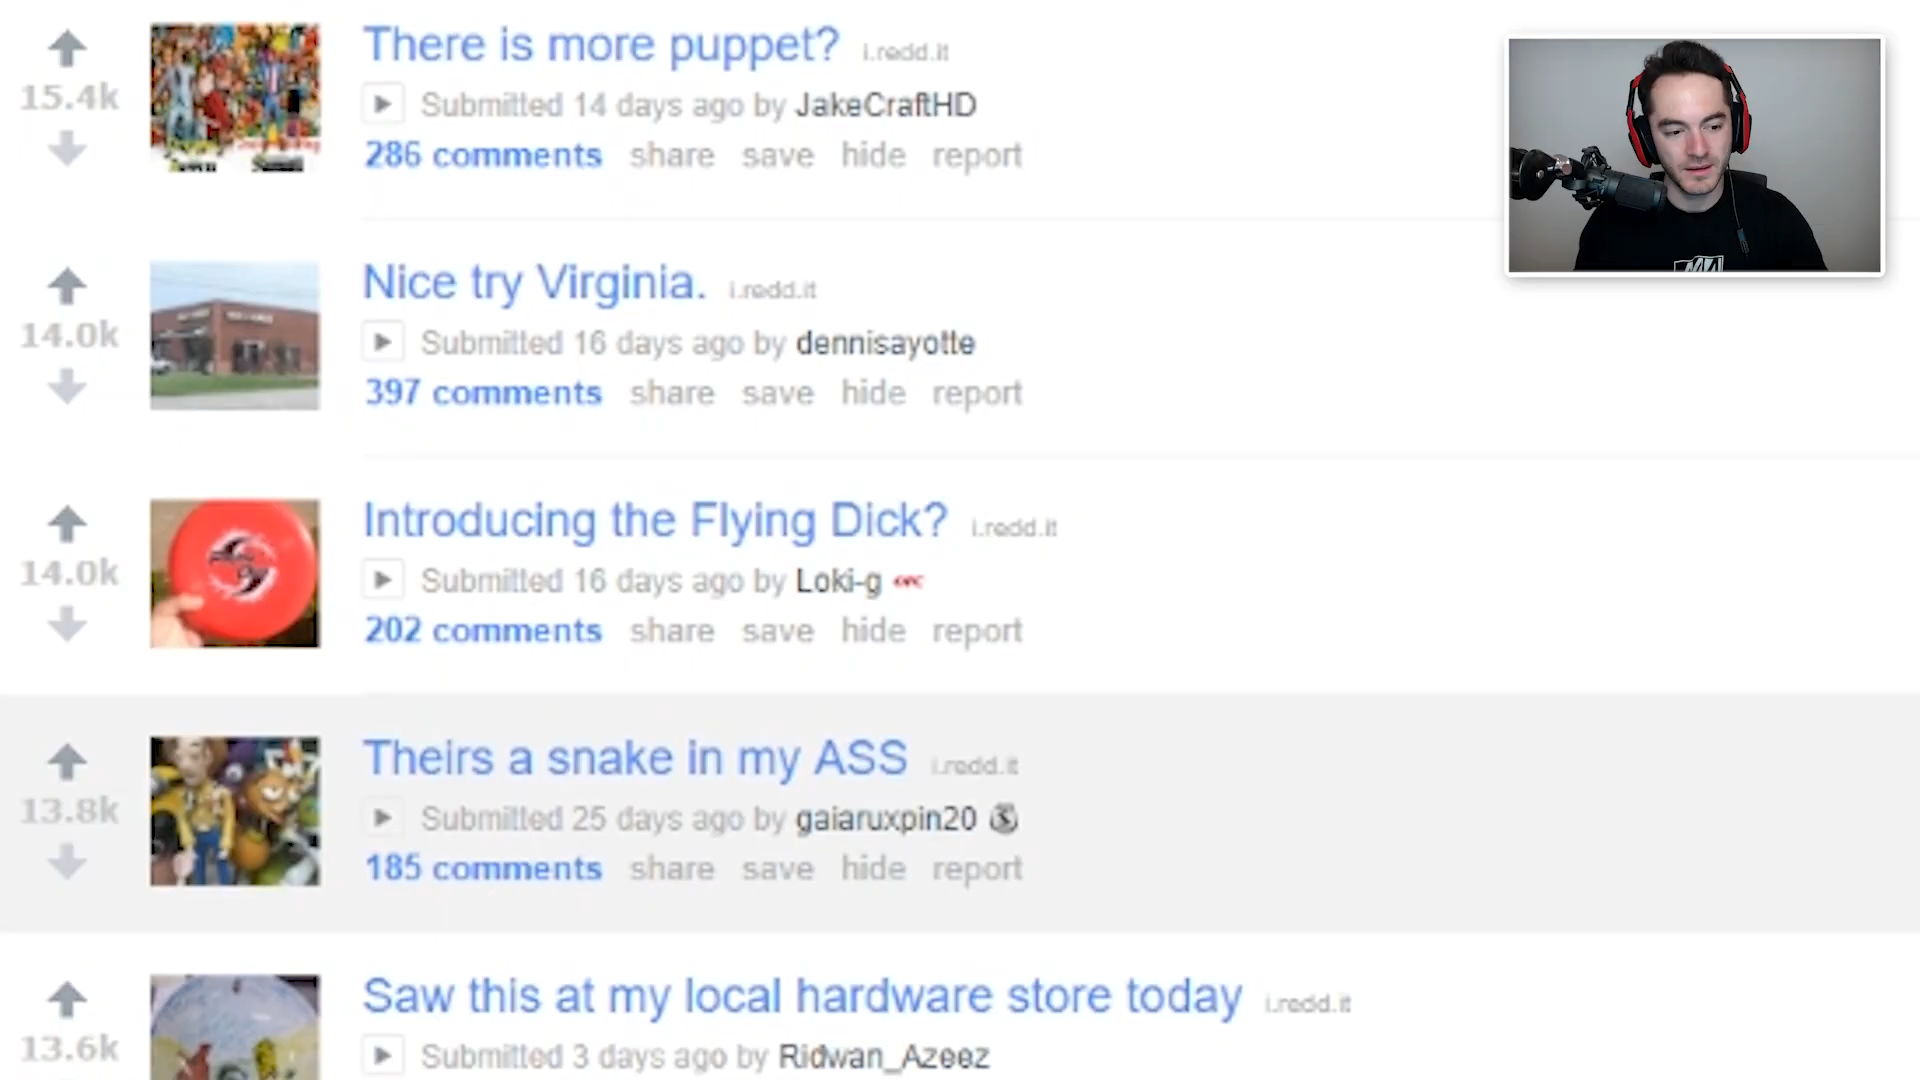 There is more puppet? i.redd.it
15.4k
Submitted 14 days ago by JakeCraftHD
286 comments share save hide report
Nice try Virginia. i.redd.it
14.0k
Submitted 16 days ago by dennisayotte
397 comments share save hide report
Introducing the Flying Dick? i.redd.it
14.0k
Submitted 16 days ago by Loki-g
202 comments share save hide report
Theirs a snake in my ASS i.redd.it
13.8k
Submitted 25 days ago by gaiaruxpin20
185 comments share save hide report
Saw this at my local hardware store today i.redd.it
13.6k
Submitted 3 days ago by Ridwan_Azeez